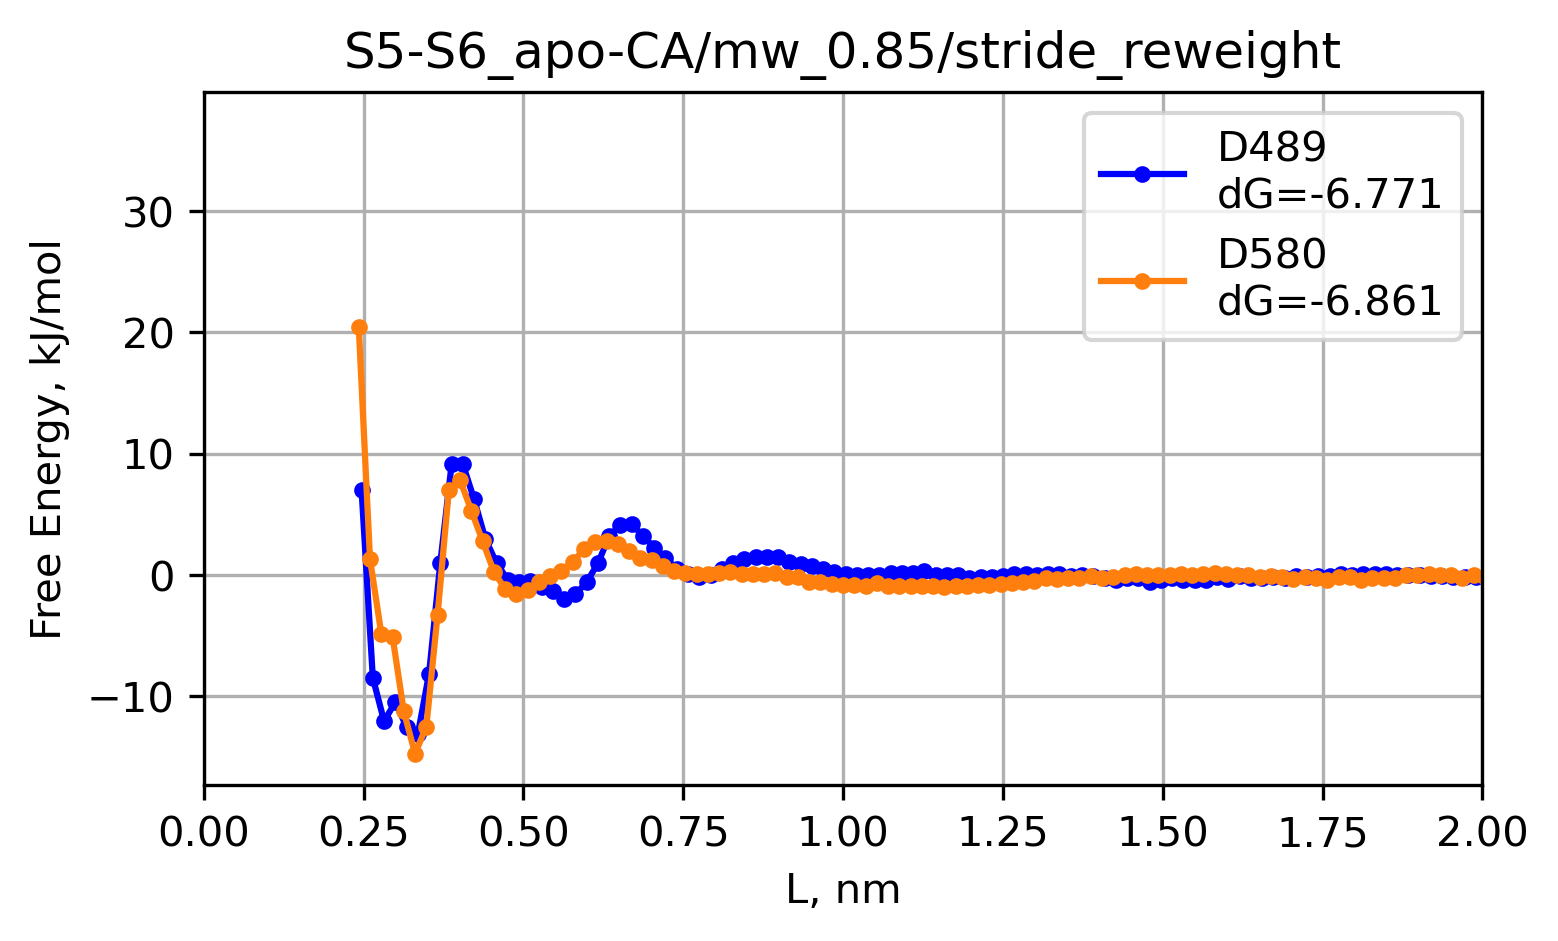 S5-S6_apo-CA/mw_0.85/stride_reweight
D489
dG=-6.771
D580
dG=-6.861
30
20
10
0
−10
Free Energy, kJ/mol
0.00 0.25 0.50 0.75 1.00 1.25 1.50 1.75 2.00
L, nm